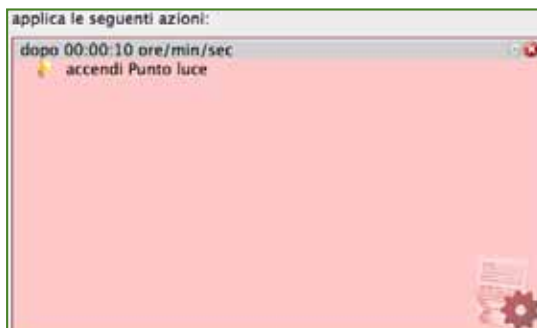 applica le seguenti azioni:
dopo 00:00:10 ore/min/sec
accendi Punto luce